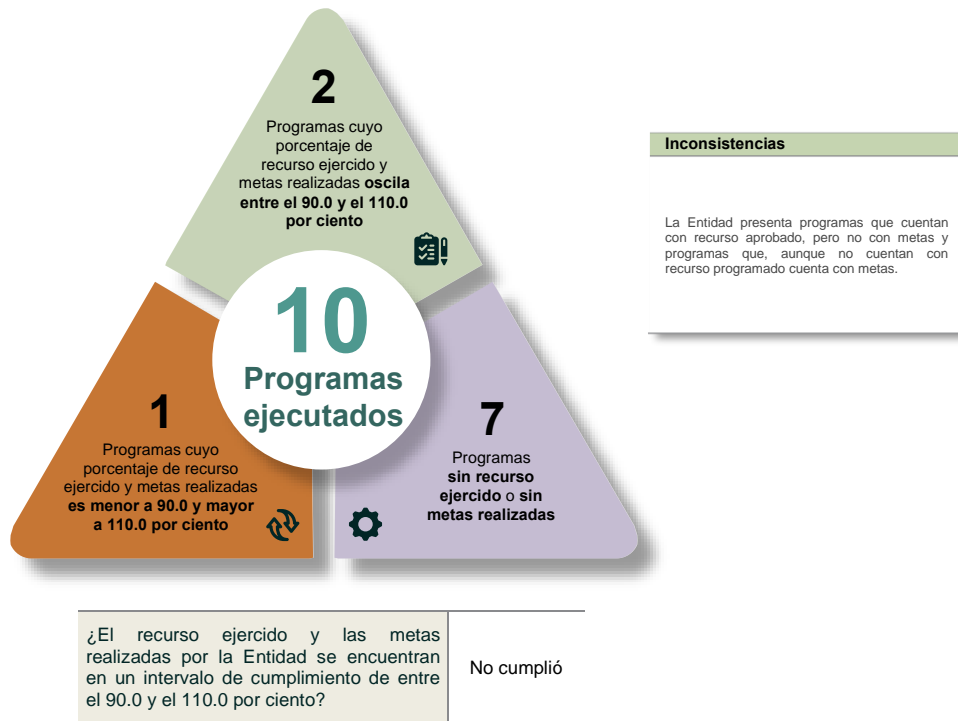 2
Programas cuyo
porcentaje de
recurso ejercido y
metas realizadas oscila
entre el 90.0 y el 110.0
por ciento
10
Programas
ejecutados
1
Programas cuyo
porcentaje de recurso
ejercido y metas realizadas
es menor a 90.0 y mayor
a 110.0 por ciento
7
Programas
sin recurso
ejercido o sin
metas realizadas
Inconsistencias
La Entidad presenta programas que cuentan
con recurso aprobado, pero no con metas y
programas que, aunque no cuentan con
recurso programado cuenta con metas.
¿El recurso ejercido y las metas
realizadas por la Entidad se encuentran
en un intervalo de cumplimiento de entre
el 90.0 y el 110.0 por ciento?
No cumplió